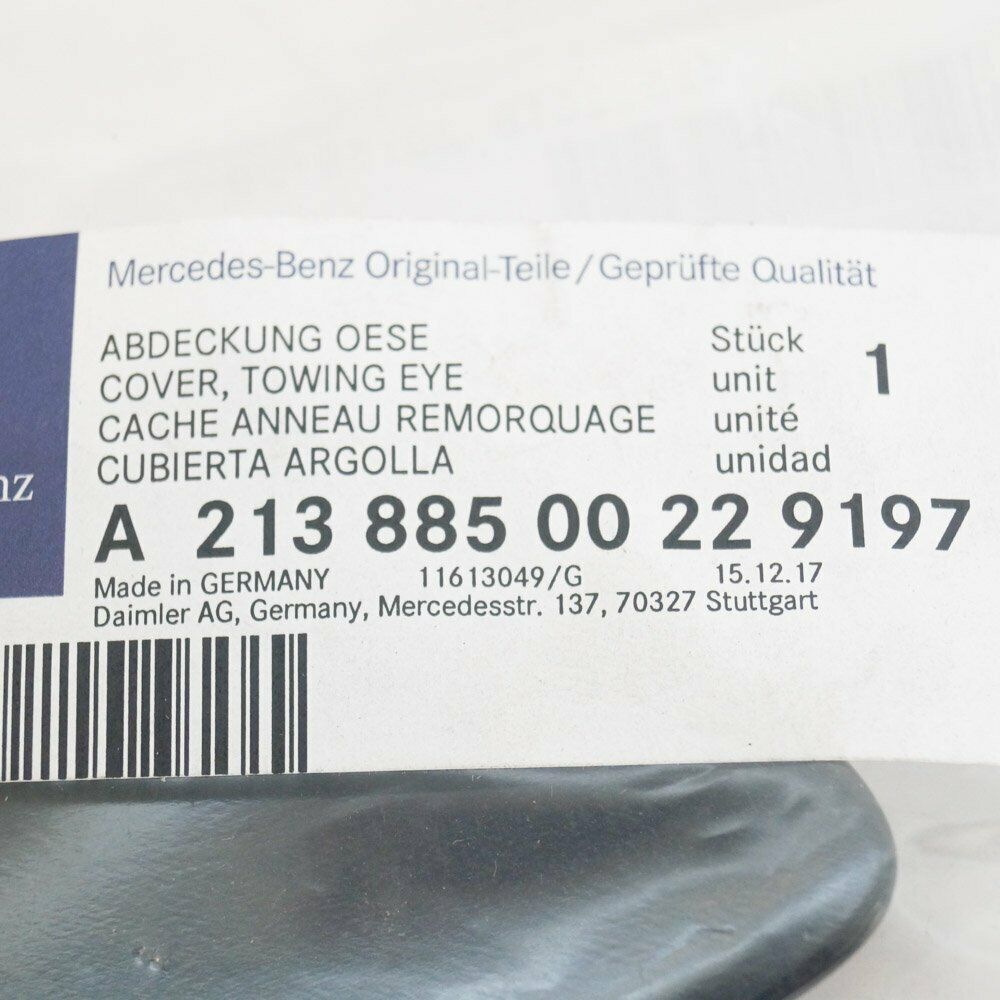 Mercedes-Benz Original-Teile/Geprüfte Qualität
ABDECKUNG OESE Stück 1
COVER, TOWING EYE unit
CACHE ANNEAU REMORQUAGE unité
CUBIERTA ARGOLLA unidad
nz
A 213 885 00 22 9197
Made in GERMANY 11613049/G 15.12.17
Daimler AG, Germany, Mercedesstr. 137, 70327 Stuttgart